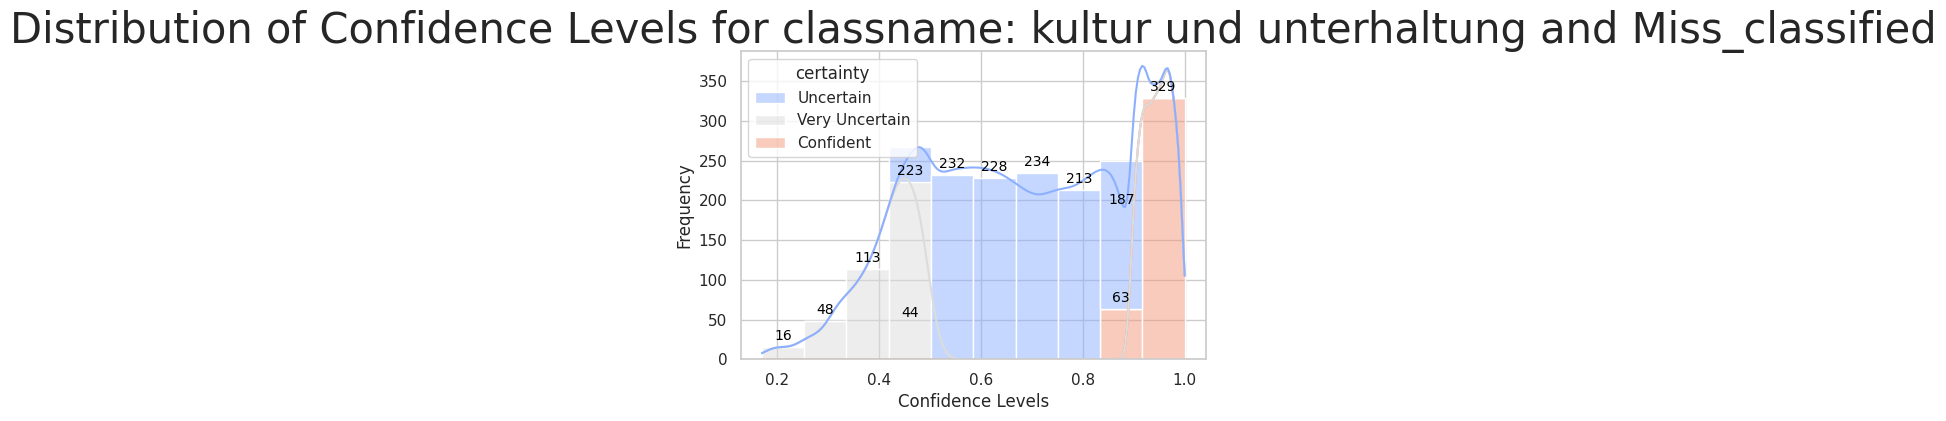 Distribution of Confidence Levels for classname: kultur und unterhaltung and Miss_classified
certainty
Uncertain
Very Uncertain
Confident
Frequency
350
300
250
200
150
100
50
0
16
48
113
223
44
232
228
234
213
187
63
329
0.2 0.4 0.6 0.8 1.0
Confidence Levels